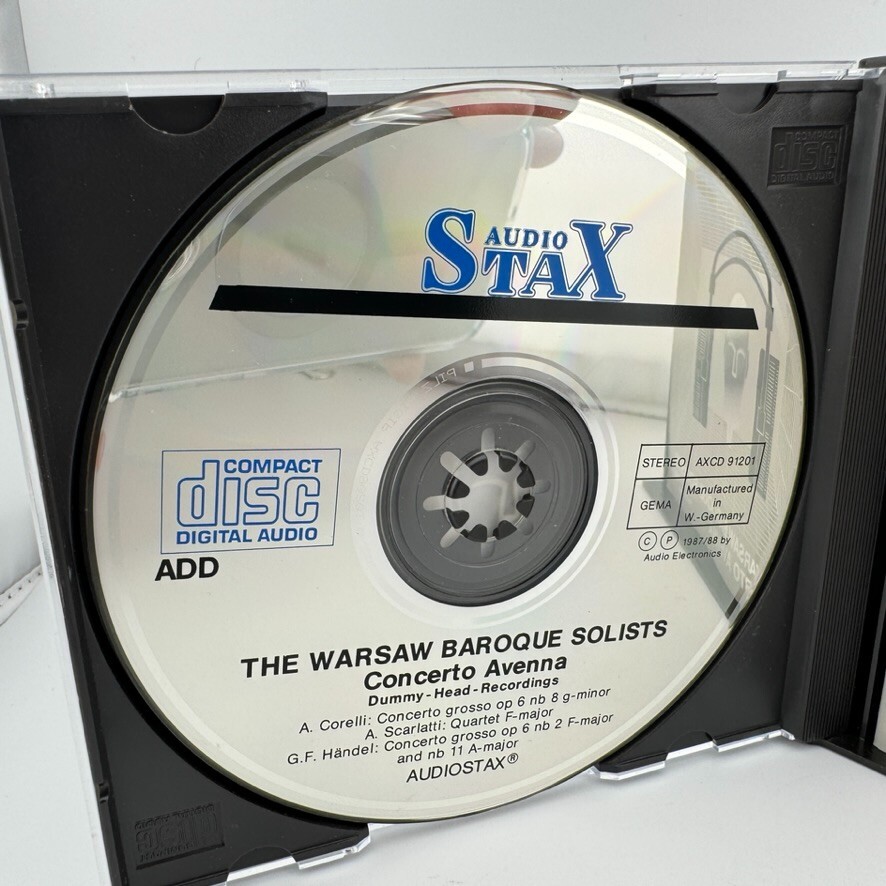 COMPACT
disc
DIGITAL AUDIO
AUDIO
STAX
COMPACT
disc
DIGITAL AUDIO
ADD
STEREO AXCD 91201
GEMA Manufactured
in
W.-Germany
C P 1987/88 by
Audio Electronics
THE WARSAW BAROQUE SOLISTS
Concerto Avenna
Dummy-Head-Recordings
A. Corelli: Concerto grosso op 6 nb 8 g-minor
A. Scarlatti: Quartet F-major
G.F. Händel: Concerto grosso op 6 nb 2 F-major
and nb 11 A-major
AUDIOSTAX®